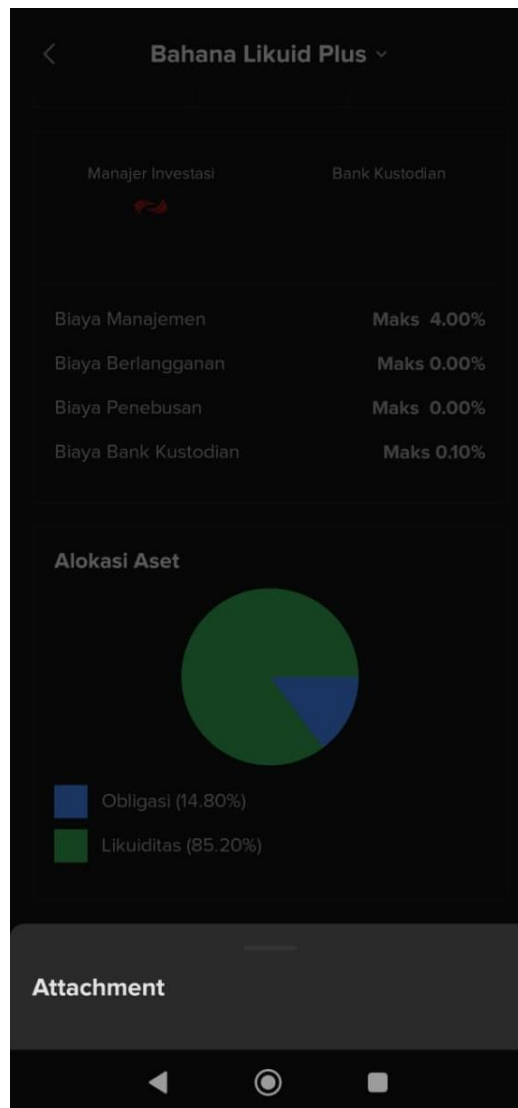 Bahana Likuid Plus
Manajer Investasi Bank Kustodian
Biaya Manajemen Maks 4.00%
Biaya Berlangganan Maks 0.00%
Biaya Penebusan Maks 0.00%
Biaya Bank Kustodian Maks 0.10%
Alokasi Aset
Obligasi (14.80%)
Likuiditas (85.20%)
Attachment